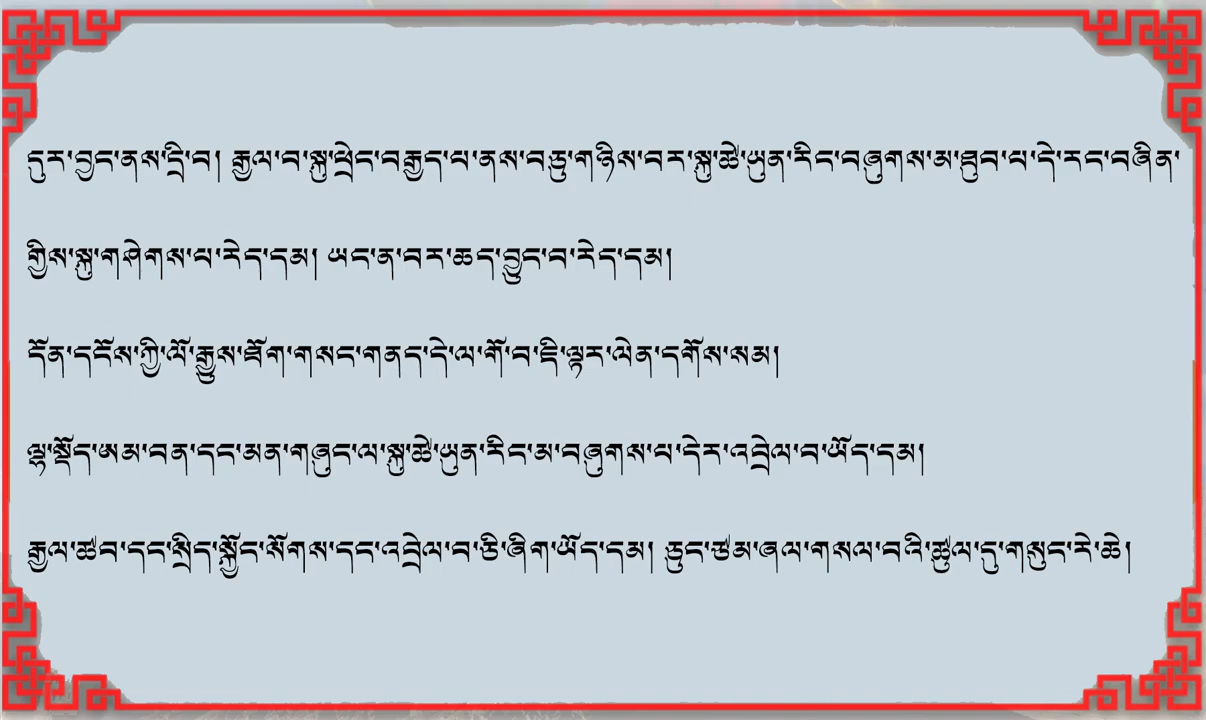 དུར་བྱང་ནས་དྲི་བ། རྒྱལ་བ་སྐུ་ཕྲེང་བརྒྱད་པ་ནས་བཅུ་གཉིས་བར་སྐུ་ཚེ་ཡུན་རིང་བཞུགས་མ་ཐུབ་པ་དེ་རང་བཞིན་
གྱིས་སྐུ་གཤེགས་པ་རེད་དམ། ཡང་ན་བར་ཆད་བྱུང་བ་རེད་དམ།
དོན་དངོས་ཀྱི་ལོ་རྒྱུས་ཐོག་གསང་གནད་དེ་ལ་གོ་བ་ཇི་ལྟར་ལེན་དགོས་སམ།
ལྷ་སྡོད་ཨམ་བན་དང་མན་གཞུང་ལ་སྐུ་ཚེ་ཡུན་རིང་མ་བཞུགས་པ་དེར་འབྲེལ་བ་ཡོད་དམ།
རྒྱལ་ཚབ་དང་སྲིད་སྐྱོང་སོགས་དང་འབྲེལ་བ་ཅི་ཞིག་ཡོད་དམ། ཅུང་ཙམ་ཞལ་གསལ་བའི་ཚུལ་དུ་གསུང་རེ་ཆེ།